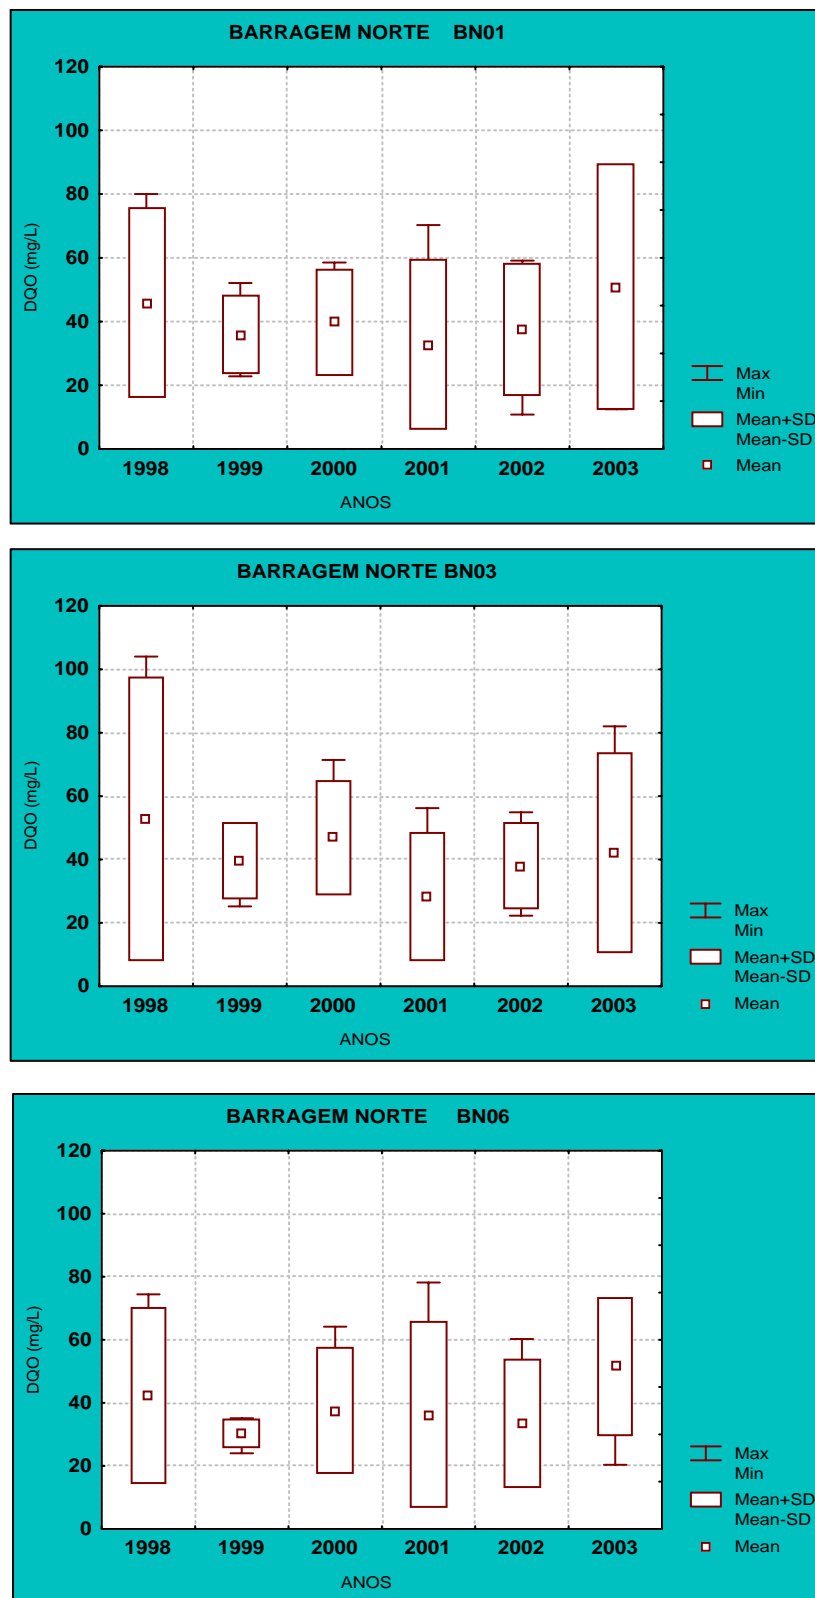 BARRAGEM NORTE BN01
DQO (mg/L)
120
100
80
60
40
20
0
1998 1999 2000 2001 2002 2003
ANOS
Max
Min
Mean+SD
Mean-SD
Mean
BARRAGEM NORTE BN03
DQO (mg/L)
120
100
80
60
40
20
0
1998 1999 2000 2001 2002 2003
ANOS
Max
Min
Mean+SD
Mean-SD
Mean
BARRAGEM NORTE BN06
DQO (mg/L)
120
100
80
60
40
20
0
1998 1999 2000 2001 2002 2003
ANOS
Max
Min
Mean+SD
Mean-SD
Mean